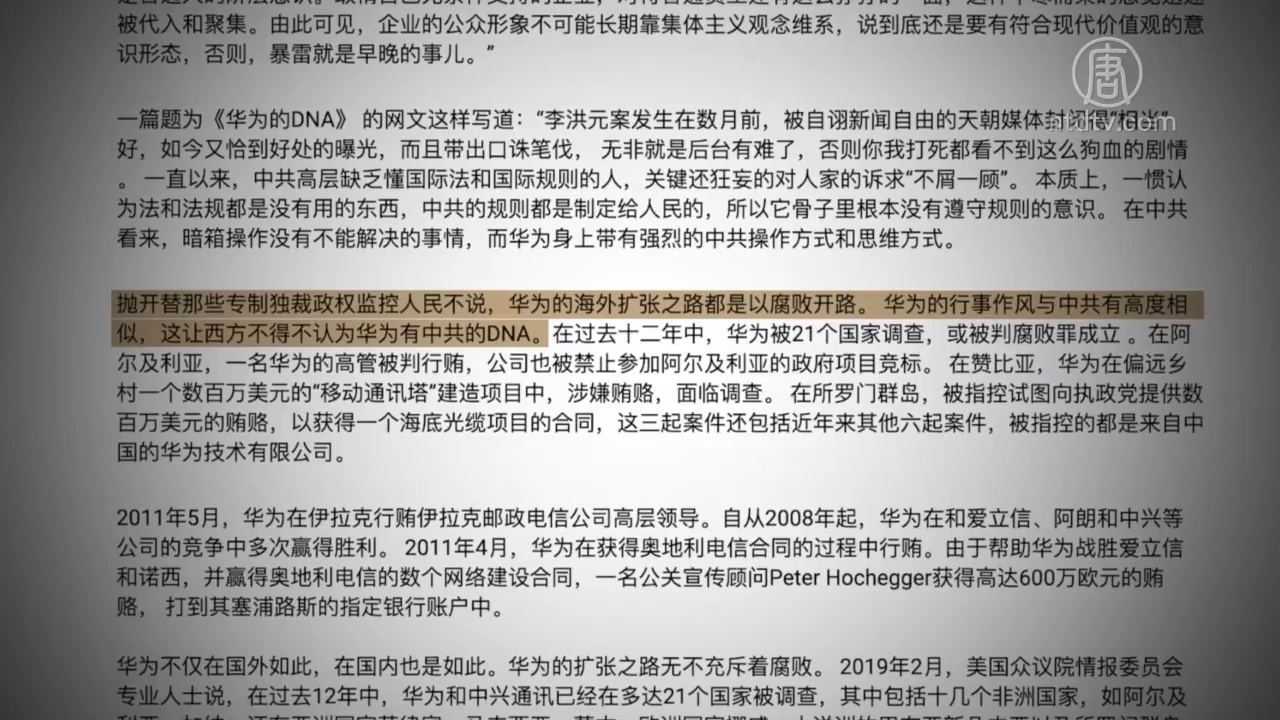 被代入和聚集。由此可见，企业的公众形象不可能长期靠集体主义观念维系，说到底还是要有符合现代价值观的意
识形态，否则，暴雷就是早晚的事儿。”
唐
ntdtv.com
一篇题为《华为的DNA》 的网文这样写道：“李洪元案发生在数月前，被自诩新闻自由的天朝媒体封闭得“相当”
好，如今又恰到好处的曝光，而且带出口诛笔伐， 无非就是后台有难了，否则你我打死都看不到这么狗血的剧情
。 一直以来，中共高层缺乏懂国际法和国际规则的人，关键还狂妄的对人家的诉求“不屑一顾”。 本质上，一惯认
为法和法规都是没有用的东西，中共的规则都是制定给人民的，所以它骨子里根本没有遵守规则的意识。 在中共
看来，暗箱操作没有不能解决的事情，而华为身上带有强烈的中共操作方式和思维方式。
抛开替那些专制独裁政权监控人民不说，华为的海外扩张之路都是以腐败开路。 华为的行事作风与中共有高度相
似，这让西方不得不认为华为有中共的DNA。 在过去十二年中，华为被21个国家调查，或被判腐败罪成立 。在阿
尔及利亚，一名华为的高管被判行贿，公司也被禁止参加阿尔及利亚的政府项目竞标。 在赞比亚，华为在偏远乡
村一个数百万美元的“移动通讯塔”建造项目中，涉嫌贿赂，面临调查。 在所罗门群岛，被指控试图向执政党提供数
百万美元的贿赂，以获得一个海底光缆项目的合同，这三起案件还包括近年来其他六起案件，被指控的都是来自中
国的华为技术有限公司。
2011年5月，华为在伊拉克行贿伊拉克邮政电信公司高层领导。自从2008年起，华为在和爱立信、阿朗和中兴等
公司的竞争中多次赢得胜利。 2011年4月，华为在获得奥地利电信合同的过程中行贿。由于帮助华为战胜爱立信
和诺西，并赢得奥地利电信的数个网络建设合同，一名公关宣传顾问Peter Hochegger获得高达600万欧元的贿
赂， 打到其塞浦路斯的指定银行账户中。
华为不仅在国外如此，在国内也是如此。华为的扩张之路无不充斥着腐败。 2019年2月，美国众议院情报委员会
专业人士说，在过去12年中，华为和中兴通讯已经在多达21个国家被调查，其中包括十几个非洲国家，如阿尔及